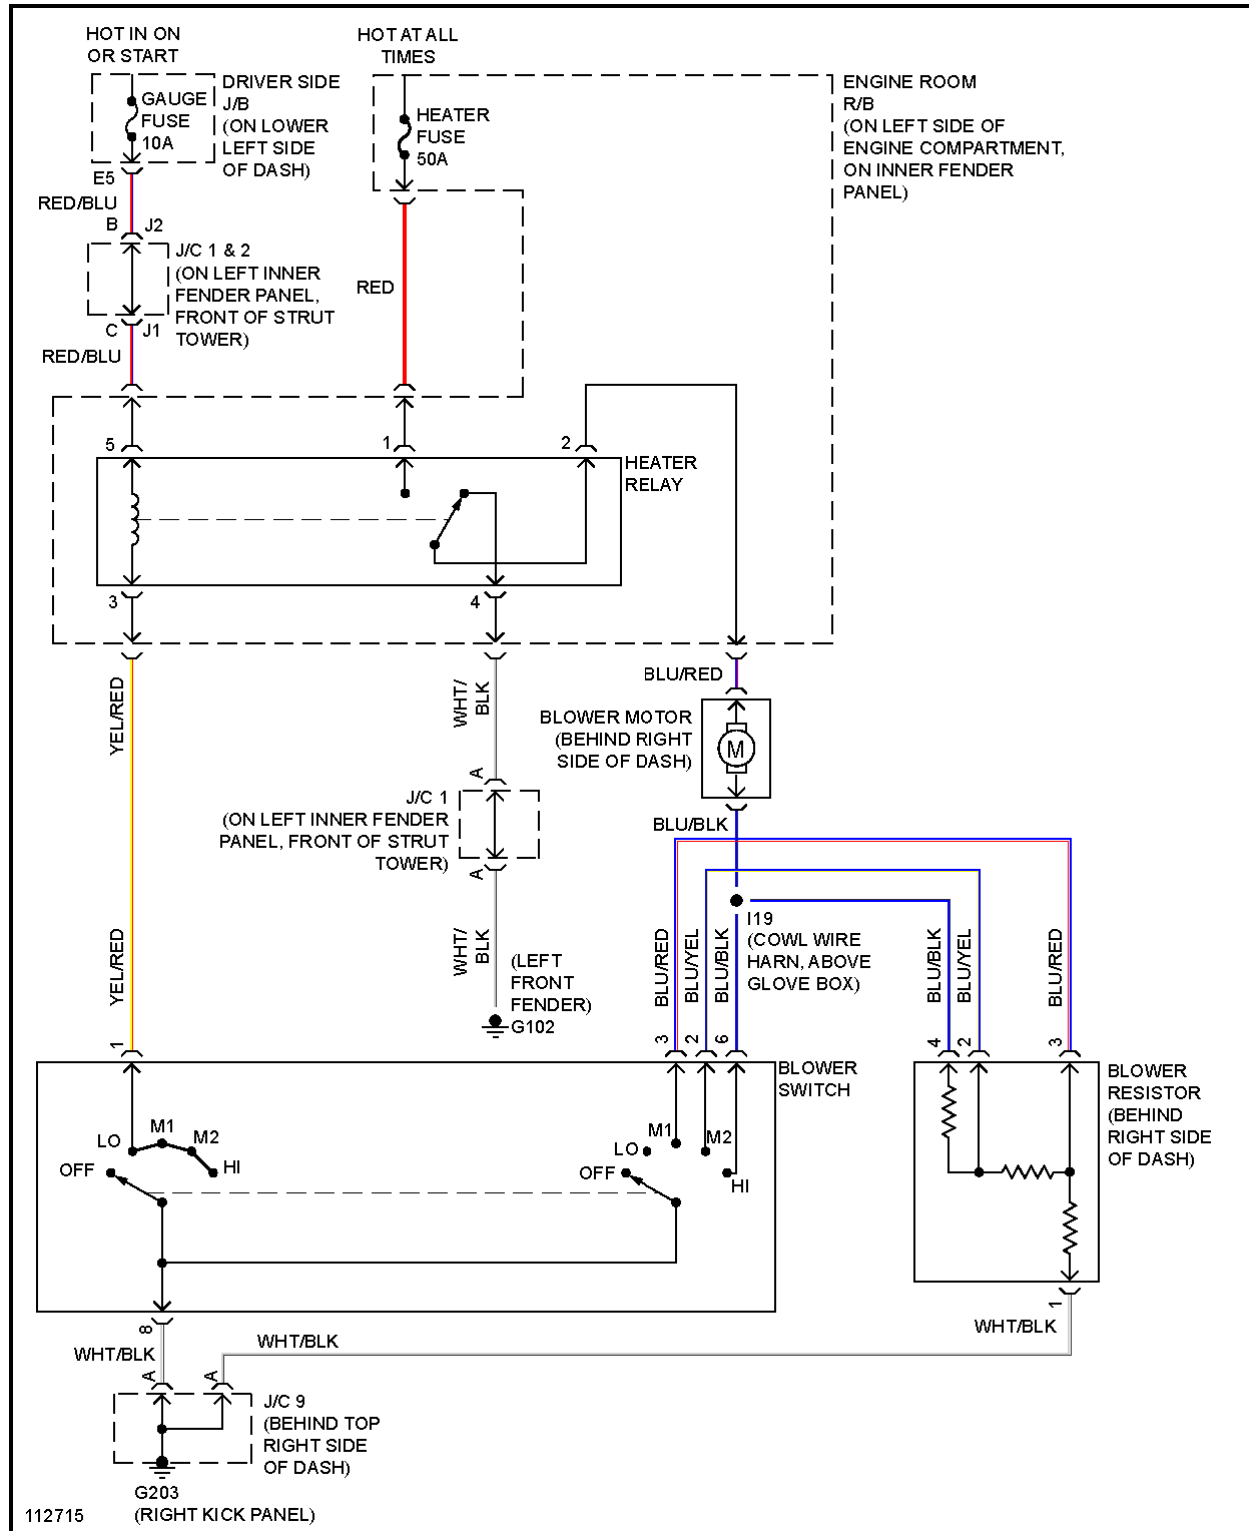 HOT IN ON
OR START
HOT AT ALL
TIMES
GAUGE
FUSE
10A
DRIVER SIDE
J/B
(ON LOWER
LEFT SIDE
OF DASH)
HEATER
FUSE
50A
ENGINE ROOM
R/B
(ON LEFT SIDE OF
ENGINE COMPARTMENT,
ON INNER FENDER
PANEL)
E5
RED/BLU
B
J2
J/C 1 & 2
(ON LEFT INNER
FENDER PANEL,
FRONT OF STRUT
TOWER)
RED
C
J1
RED/BLU
5
1
2
HEATER
RELAY
3
4
YEL/RED
WHT/
BLK
BLU/RED
BLOWER MOTOR
(BEHIND RIGHT
SIDE OF DASH)
M
A
J/C 1
(ON LEFT INNER FENDER
PANEL, FRONT OF STRUT
TOWER)
A
BLU/BLK
YEL/RED
WHT/
BLK
(LEFT
FRONT
FENDER)
G102
BLU/RED
BLU/YEL
BLU/BLK
I19
(COWL WIRE
HARN, ABOVE
GLOVE BOX)
BLU/BLK
BLU/YEL
BLU/RED
1
3
2
6
4
2
3
BLOWER
SWITCH
BLOWER
RESISTOR
(BEHIND
RIGHT SIDE
OF DASH)
OFF
LO
M1
M2
HI
OFF
LO
M1
M2
HI
8
1
WHT/BLK
WHT/BLK
WHT/BLK
A
A
J/C 9
(BEHIND TOP
RIGHT SIDE
OF DASH)
G203
(RIGHT KICK PANEL)
112715